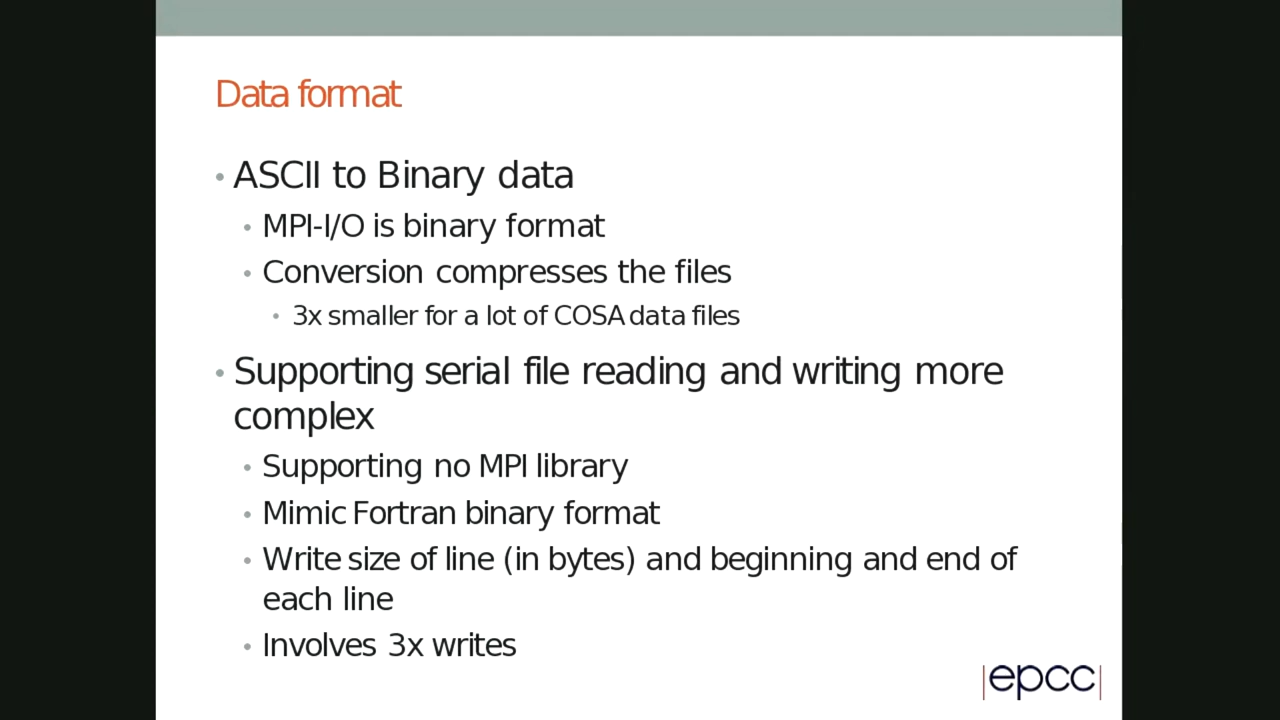 Data format
• ASCII to Binary data
• MPI-I/O is binary format
• Conversion compresses the files
• 3x smaller for a lot of COSA data files
• Supporting serial file reading and writing more
complex
• Supporting no MPI library
• Mimic Fortran binary format
• Write size of line (in bytes) and beginning and end of
each line
• Involves 3x writes
|epcc|